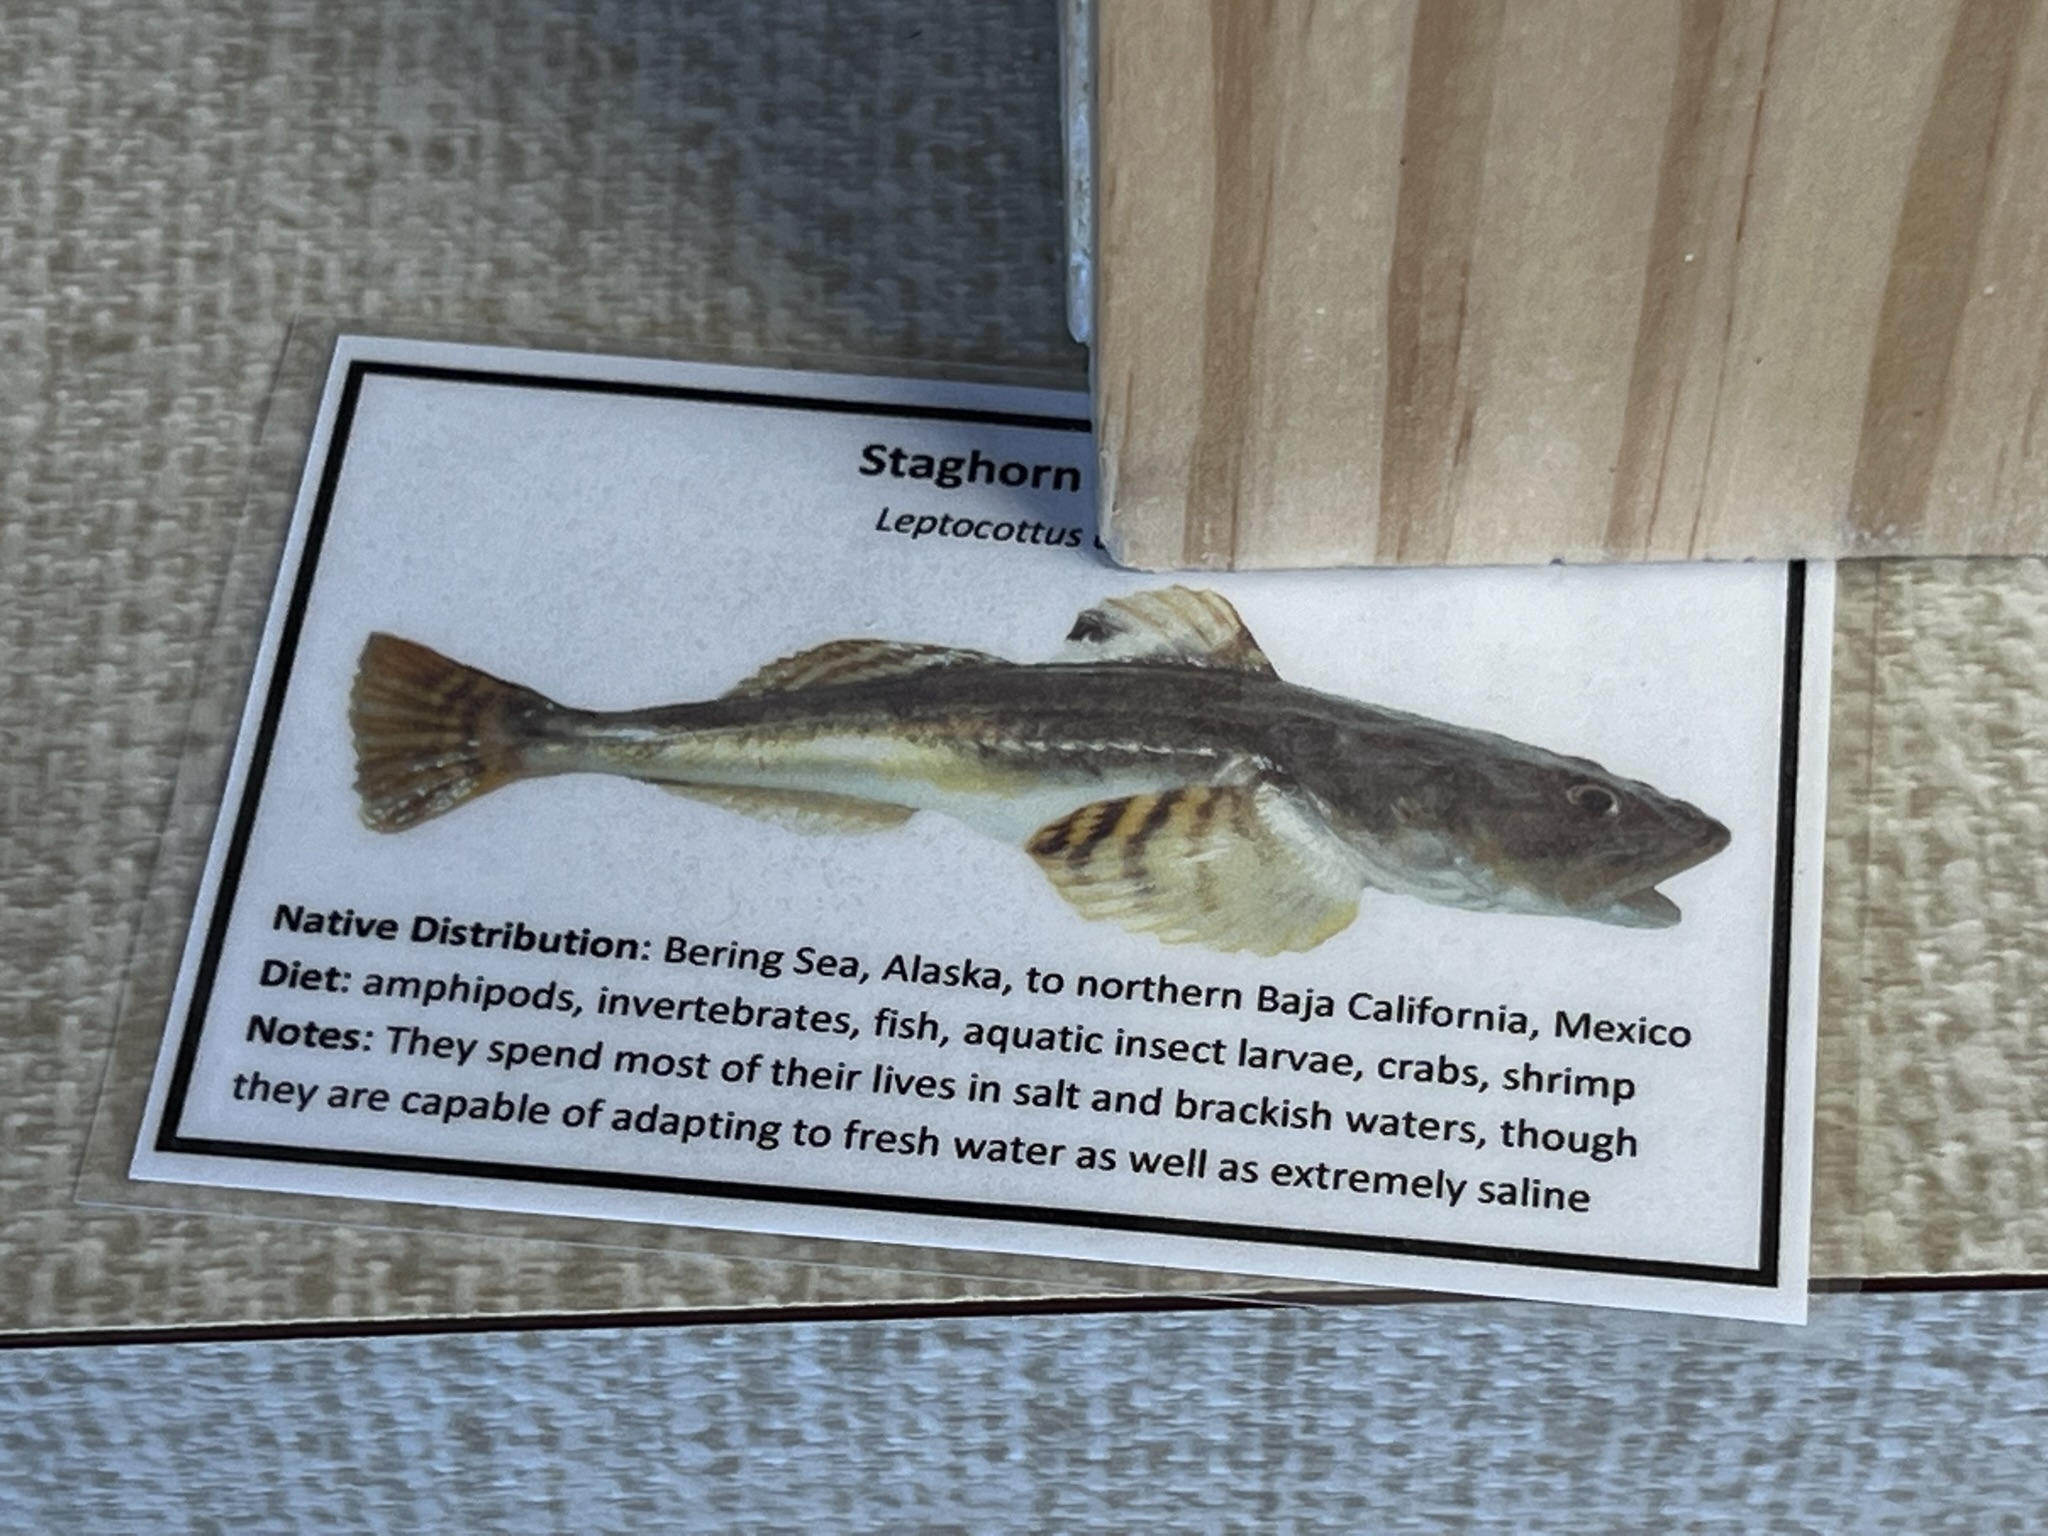 Staghorn
Leptocottus
Native Distribution: Bering Sea, Alaska, to northern Baja California, Mexico
Diet: amphipods, invertebrates, fish, aquatic insect larvae, crabs, shrimp
Notes: They spend most of their lives in salt and brackish waters, though
they are capable of adapting to fresh water as well as extremely saline